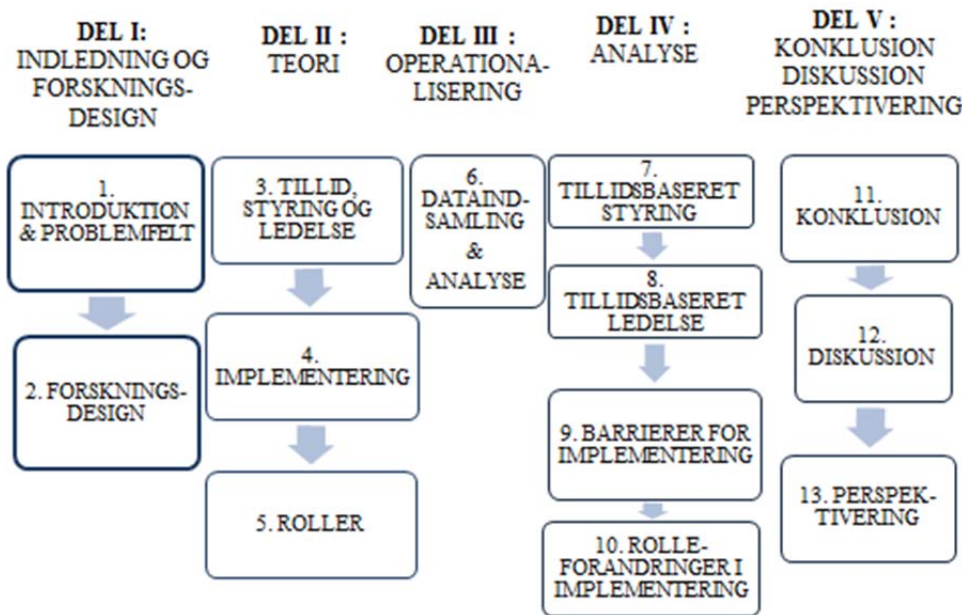 DEL I:
INDLEDNING OG
FORSKNINGS-
DESIGN
1.
INTRODUKTION
& PROBLEMFELT
2. FORSKNINGS-
DESIGN
DEL II :
TEORI
3. TILLID,
STYRING OG
LEDELSE
4.
IMPLEMENTERING
5. ROLLER
DEL III :
OPERATIONA-
LISERING
6.
DATAIND-
SAMLING
&
ANALYSE
DEL IV :
ANALYSE
7.
TILLIDSBASERET
STYRING
8.
TILLIDSBASERET
LEDELSE
9. BARRIERER FOR
IMPLEMENTERING
10. ROLLE-
FORANDRINGER I
IMPLEMENTERING
DEL V :
KONKLUSION
DISKUSSION
PERSPEKTIVERING
11.
KONKLUSION
12.
DISKUSSION
13. PERSPEK-
TIVERING